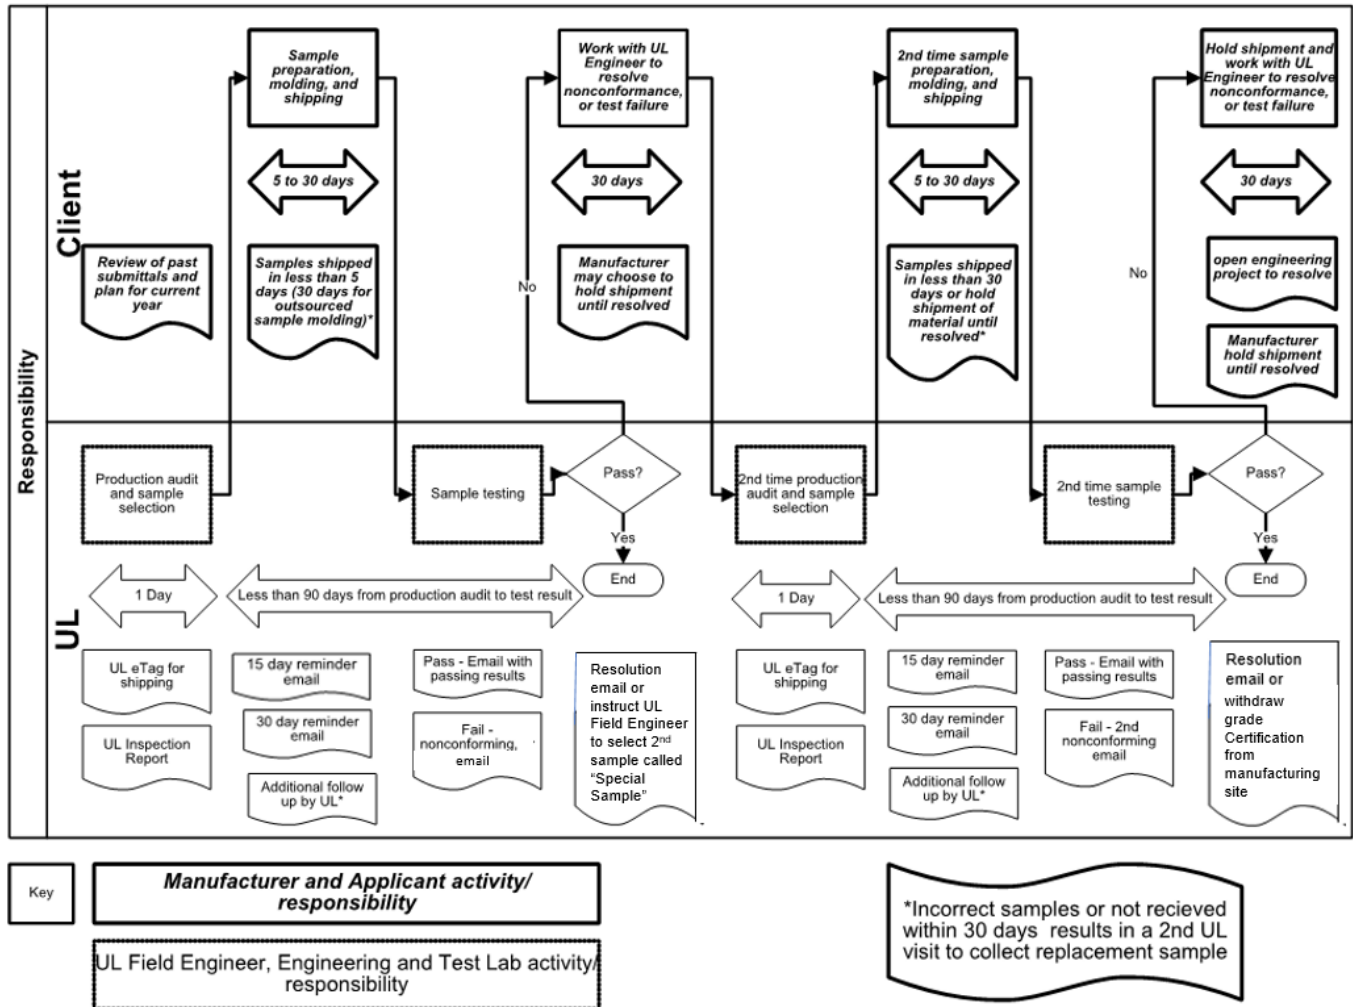 Responsibility
Client
Sample
preparation,
molding, and
shipping
Work with UL
Engineer to
resolve
nonconformance,
or test failure
2nd time sample
preparation,
molding, and
shipping
Hold shipment and
work with UL
Engineer to resolve
nonconformance,
or test failure
5 to 30 days
30 days
5 to 30 days
30 days
Review of past
submittals and
plan for current
year
Samples shipped
in less than 5
days (30 days for
outsourced
sample molding)*
No
Manufacturer
may choose to
hold shipment
until resolved
Samples shipped
in less than 30
days or hold
shipment of
material until
resolved*
No
open engineering
project to resolve
Manufacturer
hold shipment
until resolved
UL
Production audit
and sample
selection
Sample testing
Pass?
2nd time production
audit and sample
selection
2nd time sample
testing
Pass?
Yes
Yes
End
End
1 Day
Less than 90 days from production audit to test result
1 Day
Less than 90 days from production audit to test result
UL eTag for
shipping
UL Inspection
Report
15 day reminder
email
30 day reminder
email
Additional follow
up by UL*
Pass - Email with
passing results
Fail -
nonconforming,
email
Resolution
email or
instruct UL
Field Engineer
to select 2nd
sample called
“Special
Sample”
UL eTag for
shipping
UL Inspection
Report
15 day reminder
email
30 day reminder
email
Additional follow
up by UL*
Pass - Email with
passing results
Fail - 2nd
nonconforming
email
Resolution
email or
withdraw
grade
Certification
from
manufacturing
site
Key
Manufacturer and Applicant activity/
responsibility
UL Field Engineer, Engineering and Test Lab activity/
responsibility
*Incorrect samples or not recieved
within 30 days results in a 2nd UL
visit to collect replacement sample